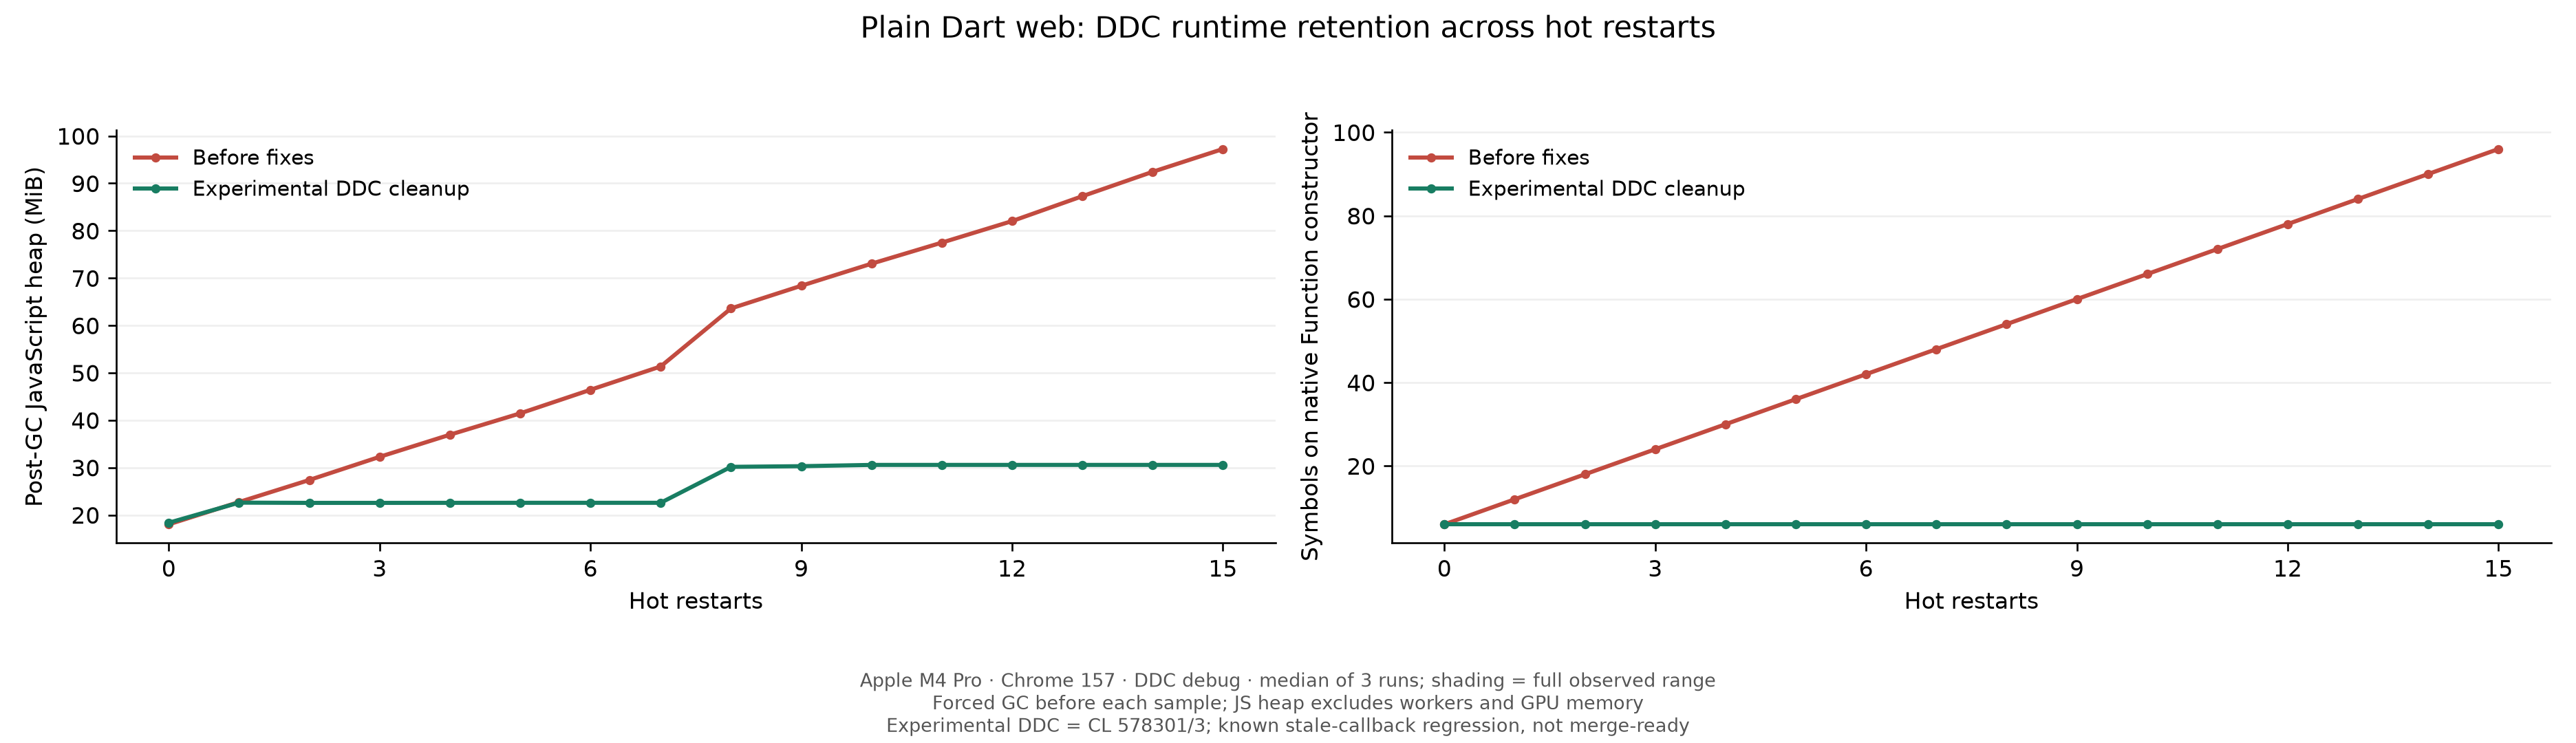 Plain Dart web: DDC runtime retention across hot restarts
Post-GC JavaScript heap (MiB)
100
90
80
70
60
50
40
30
20
Before fixes
Experimental DDC cleanup
0
3
6
9
12
15
Hot restarts
Symbols on native Function constructor
100
80
60
40
20
Before fixes
Experimental DDC cleanup
0
3
6
9
12
15
Hot restarts
Apple M4 Pro · Chrome 157 · DDC debug · median of 3 runs; shading = full observed range
Forced GC before each sample; JS heap excludes workers and GPU memory
Experimental DDC = CL 578301/3; known stale-callback regression, not merge-ready